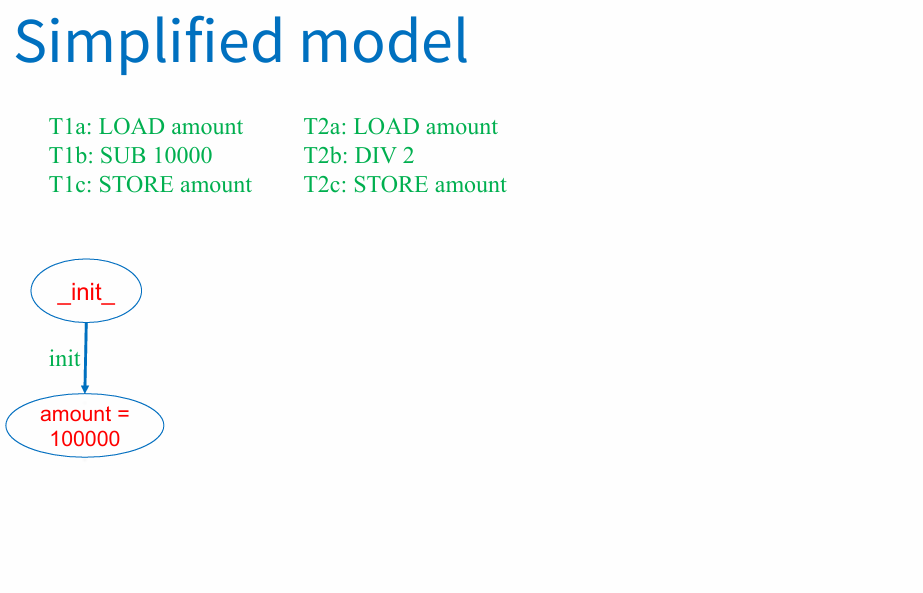 Simplified model
T1a: LOAD amount
T1b: SUB 10000
T1c: STORE amount
T2a: LOAD amount
T2b: DIV 2
T2c: STORE amount
_init_
init
amount =
100000